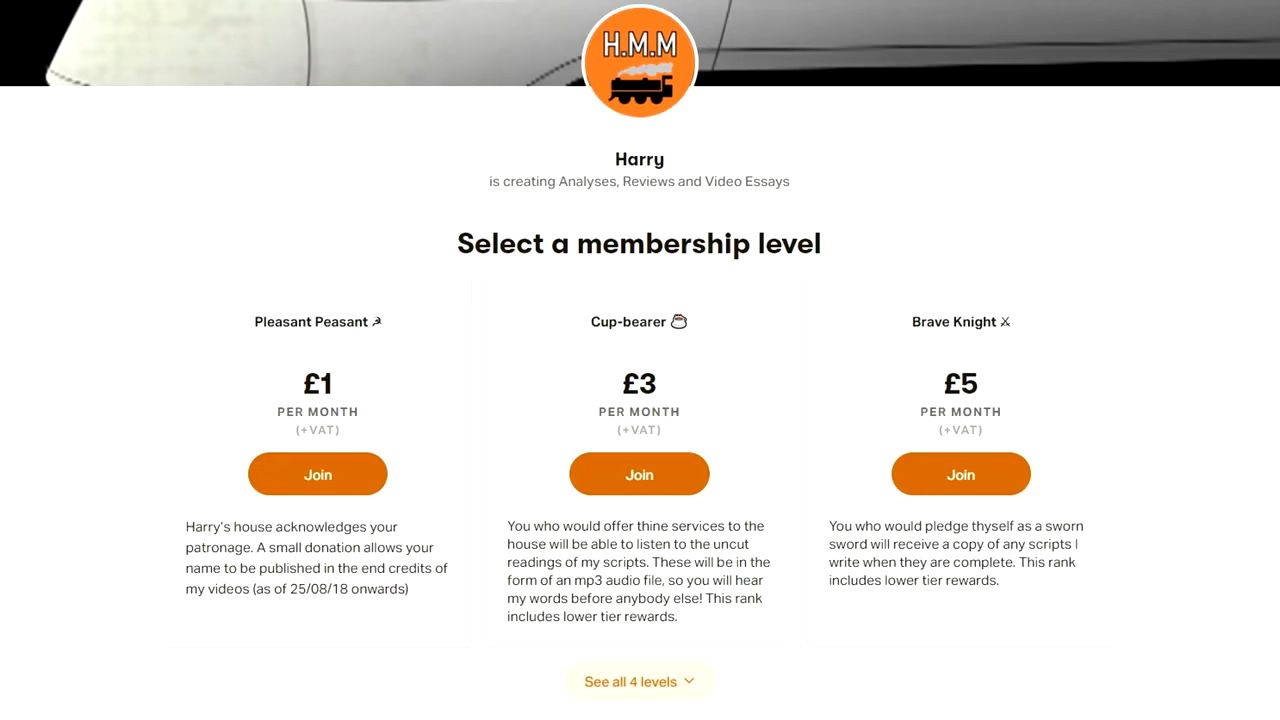 H.M.M
Harry
is creating Analyses, Reviews and Video Essays
Select a membership level
Pleasant Peasant ☭
£1
PER MONTH
(+VAT)
Join
Harry's house acknowledges your
patronage. A small donation allows your
name to be published in the end credits of
my videos (as of 25/08/18 onwards)
Cup-bearer
£3
PER MONTH
(+VAT)
Join
You who would offer thine services to the
house will be able to listen to the uncut
readings of my scripts. These will be in the
form of an mp3 audio file, so you will hear
my words before anybody else! This rank
includes lower tier rewards.
Brave Knight ⚔
£5
PER MONTH
(+VAT)
Join
You who would pledge thyself as a sworn
sword will receive a copy of any scripts I
write when they are complete. This rank
includes lower tier rewards.
See all 4 levels